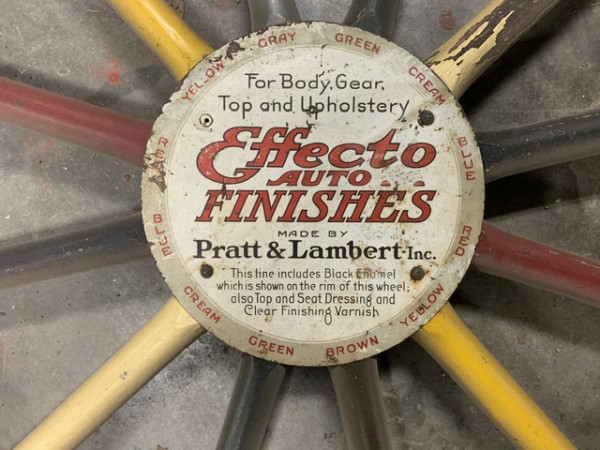 For Body, Gear,
Top and Upholstery
Effecto
AUTO
FINISHES
MADE BY
Pratt & Lambert-Inc.
This line includes Black Enamel
which is shown on the rim of this wheel;
also Top and Seat Dressing and
Clear Finishing Varnish
YELLOW
GRAY
GREEN
CREAM
BLUE
RED
YELLOW
BROWN
GREEN
CREAM
BLUE
RED